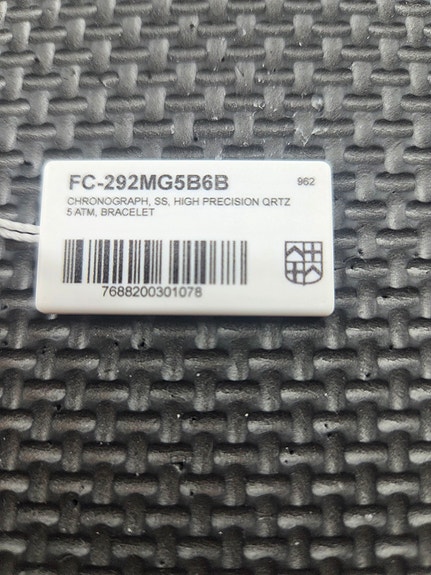 FC-292MG5B6B 962
CHRONOGRAPH, SS, HIGH PRECISION QRTZ
5 ATM, BRACELET
7688200301078